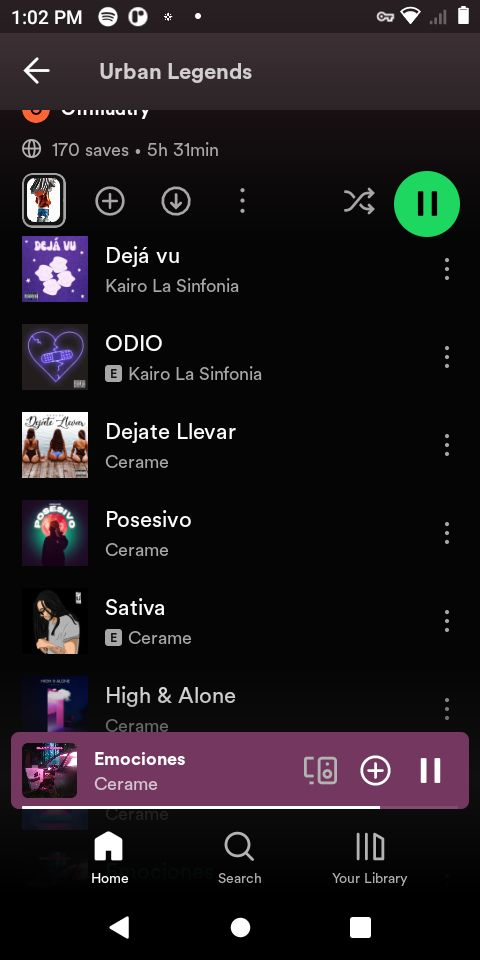 1:02 PM
Urban Legends
170 saves • 5h 31min
DEJÁ VU
Dejá vu
Kairo La Sinfonia
ODIO
E Kairo La Sinfonia
Dejate Llevar
Dejate Llevar
Cerame
POSESIVO
Posesivo
Cerame
Sativa
E Cerame
HIGH & ALONE
High & Alone
Cerame
Emociones
Cerame
Cerame
Emociones
Home
Search
Your Library